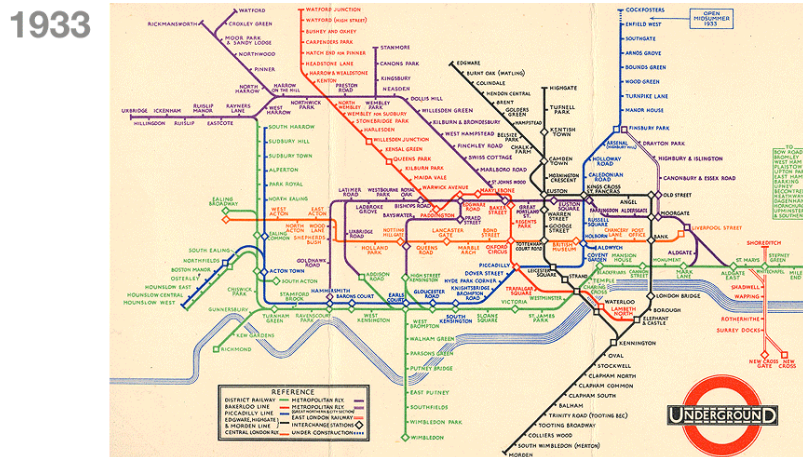 1933
WATFORD
RICKMANSWORTH
CROXLEY GREEN
MOOR PARK
& SANDY LODGE
NORTHWOOD
PINNER
NORTH
HARROW
HARROW
ON THE HILL
WATFORD JUNCTION
WATFORD (HIGH STREET)
BUSHEY AND OXHEY
CARPENDERS PARK
HATCH END FOR PINNER
HEADSTONE LANE
HARROW & WEALDSTONE
KENTON
STANMORE
CANONS PARK
KINGSBURY
NEASDEN
DOLLIS HILL
WILLESDEN GREEN
KILBURN & BRONDESBURY
WEST HAMPSTEAD
FINCHLEY ROAD
SWISS COTTAGE
MARLBORO ROAD
ST JOHNS WOOD
EDGWARE
BURNT OAK (WATLING)
COLINDALE
HENDON CENTRAL
BRENT
GOLDERS
GREEN
HAMPSTEAD
BELSIZE
PARK
CHALK
FARM
HIGHGATE
TUFNELL
PARK
KENTISH
TOWN
CAMDEN
TOWN
MORNINGTON
CRESCENT
EUSTON
COCKFOSTERS
ENFIELD WEST
SOUTHGATE
ARNOS GROVE
BOUNDS GREEN
WOOD GREEN
TURNPIKE LANE
MANOR HOUSE
OPEN
MIDSUMMER
1933
FINSBURY PARK
ARSENAL
(HIGHBURY HILL)
DRAYTON PARK
HOLLOWAY
ROAD
HIGHBURY & ISLINGTON
CALEDONIAN
ROAD
CANONBURY & ESSEX ROAD
KINGS CROSS
ST. PANCRAS
OLD STREET
ANGEL
UXBRIDGE
ICKENHAM
RUISLIP
MANOR
RAYNERS
LANE
WEST
HARROW
HILLINGDON
RUISLIP
EASTCOTE
NORTHWICK
PARK
PRESTON
ROAD
WEMBLEY
PARK
NORTH
WEMBLEY
WEMBLEY FOR SUDBURY
STONEBRIDGE PARK
HARLESDEN
WILLESDEN JUNCTION
KENSAL GREEN
QUEENS PARK
KILBURN PARK
MAIDA VALE
WARWICK AVENUE
MARYLEBONE
SOUTH HARROW
SUDBURY HILL
SUDBURY TOWN
ALPERTON
PARK ROYAL
NORTH EALING
EALING
BROADWAY
WEST
ACTON
EAST
ACTON
NORTH
ACTON
WOOD
LANE
SHEPHERDS
BUSH
EALING
COMMON
LATIMER
ROAD
WESTBOURNE
PARK
ROYAL
OAK
LADBROKE
GROVE
BISHOPS ROAD
PADDINGTON
EDGWARE
ROAD
BAKER
STREET
GREAT
PORTLAND
ST
EUSTON
SQUARE
REGENTS
PARK
WARREN
STREET
GOODGE
STREET
RUSSELL
SQUARE
FARRINGDON
ALDERSGATE
MOORGATE
BAYSWATER
PRAED
STREET
UXBRIDGE
ROAD
NOTTING
HILL GATE
HOLLAND
PARK
LANCASTER
GATE
QUEENS
ROAD
MARBLE
ARCH
BOND
STREET
OXFORD
CIRCUS
TOTTENHAM
COURT ROAD
BRITISH
MUSEUM
HOLBORN
CHANCERY
LANE
POST
OFFICE
BANK
LIVERPOOL STREET
ALDWYCH
COVENT
GARDEN
GOLDHAWK
ROAD
ADDISON
ROAD
HIGH STREET
KENSINGTON
PICCADILLY
DOVER STREET
HYDE PARK CORNER
KNIGHTSBRIDGE
BROMPTON
ROAD
LEICESTER
SQUARE
STRAND
TRAFALGAR
SQUARE
CHARING
CROSS
TEMPLE
BLACKFRIARS
MANSION
HOUSE
CANNON
STREET
MONUMENT
MARK
LANE
ALDGATE
ALDGATE
EAST
ST. MARYS
WHITECHAPEL
STEPNEY
GREEN
MILE
END
SHOREDITCH
SHADWELL
WAPPING
ROTHERHITHE
SURREY DOCKS
NEW CROSS
GATE
NEW
CROSS
SOUTH EALING
NORTHFIELDS
BOSTON MANOR
OSTERLEY
HOUNSLOW EAST
HOUNSLOW CENTRAL
HOUNSLOW WEST
ACTON TOWN
SOUTH ACTON
CHISWICK
PARK
GUNNERSBURY
KEW GARDENS
RICHMOND
TURNHAM
GREEN
STAMFORD
BROOK
RAVENSCOURT
PARK
HAMMERSMITH
BARONS COURT
WEST
KENSINGTON
EARLS
COURT
GLOUCESTER
ROAD
SOUTH
KENSINGTON
SLOANE
SQUARE
VICTORIA
ST. JAMES
PARK
WESTMINSTER
WATERLOO
LAMBETH
NORTH
ELEPHANT
& CASTLE
LONDON BRIDGE
BOROUGH
KENNINGTON
OVAL
STOCKWELL
CLAPHAM NORTH
CLAPHAM COMMON
CLAPHAM SOUTH
BALHAM
TRINITY ROAD (TOOTING BEC)
TOOTING BROADWAY
COLLIERS WOOD
SOUTH WIMBLEDON (MERTON)
MORDEN
WEST
BROMPTON
WALHAM GREEN
PARSONS GREEN
PUTNEY BRIDGE
EAST PUTNEY
SOUTHFIELDS
WIMBLEDON PARK
WIMBLEDON
REFERENCE
DISTRICT RAILWAY
BAKERLOO LINE
PICCADILLY LINE
EDGWARE, HIGHGATE
& MORDEN LINE
CENTRAL LONDON RLY.
METROPOLITAN RLY.
METROPOLITAN RLY.
EAST LONDON RAILWAY
INTERCHANGE STATIONS
UNDER CONSTRUCTION
UNDERGROUND